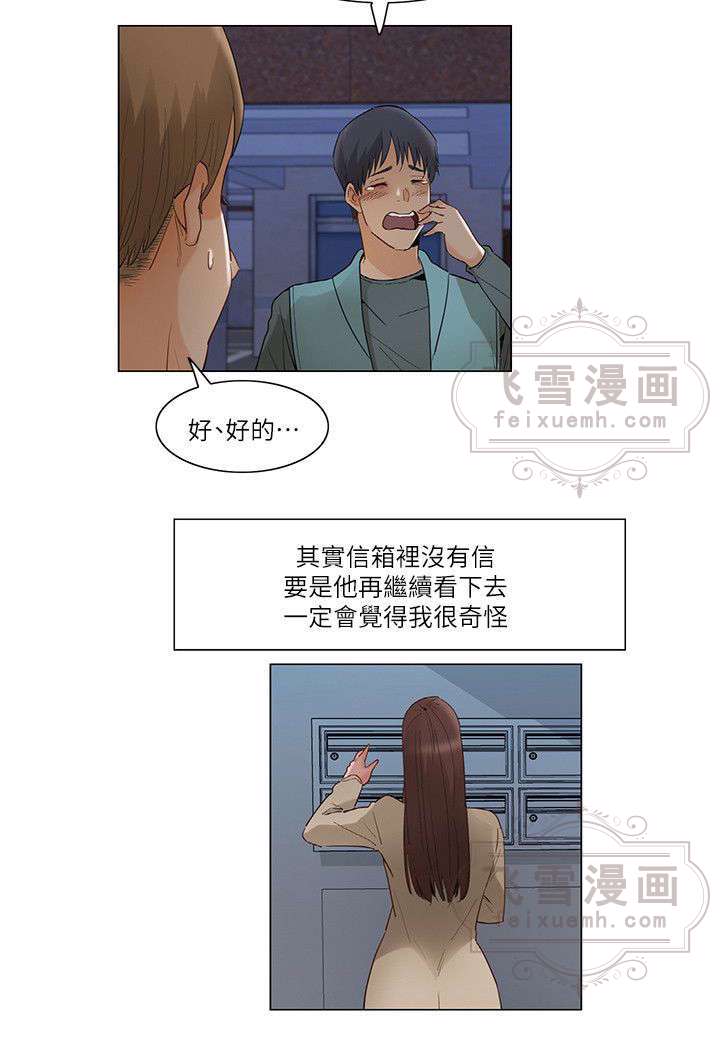 飞雪漫画
feixuemh.com
好、好的…
其實信箱裡沒有信
要是他再繼續看下去
一定會覺得我很奇怪
飞雪漫画
feixuemh.com